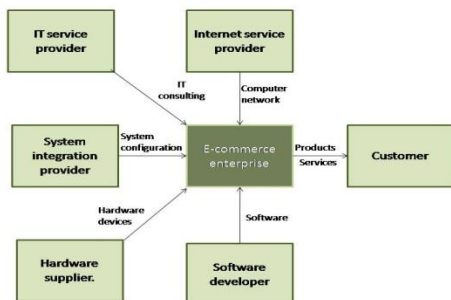 IT service
provider
Internet service
provider
IT
consulting
Computer
network
System
integration
provider
System
configuration
E-commerce
enterprise
Products
Services
Customer
Hardware
devices
Software
Hardware
supplier.
Software
developer